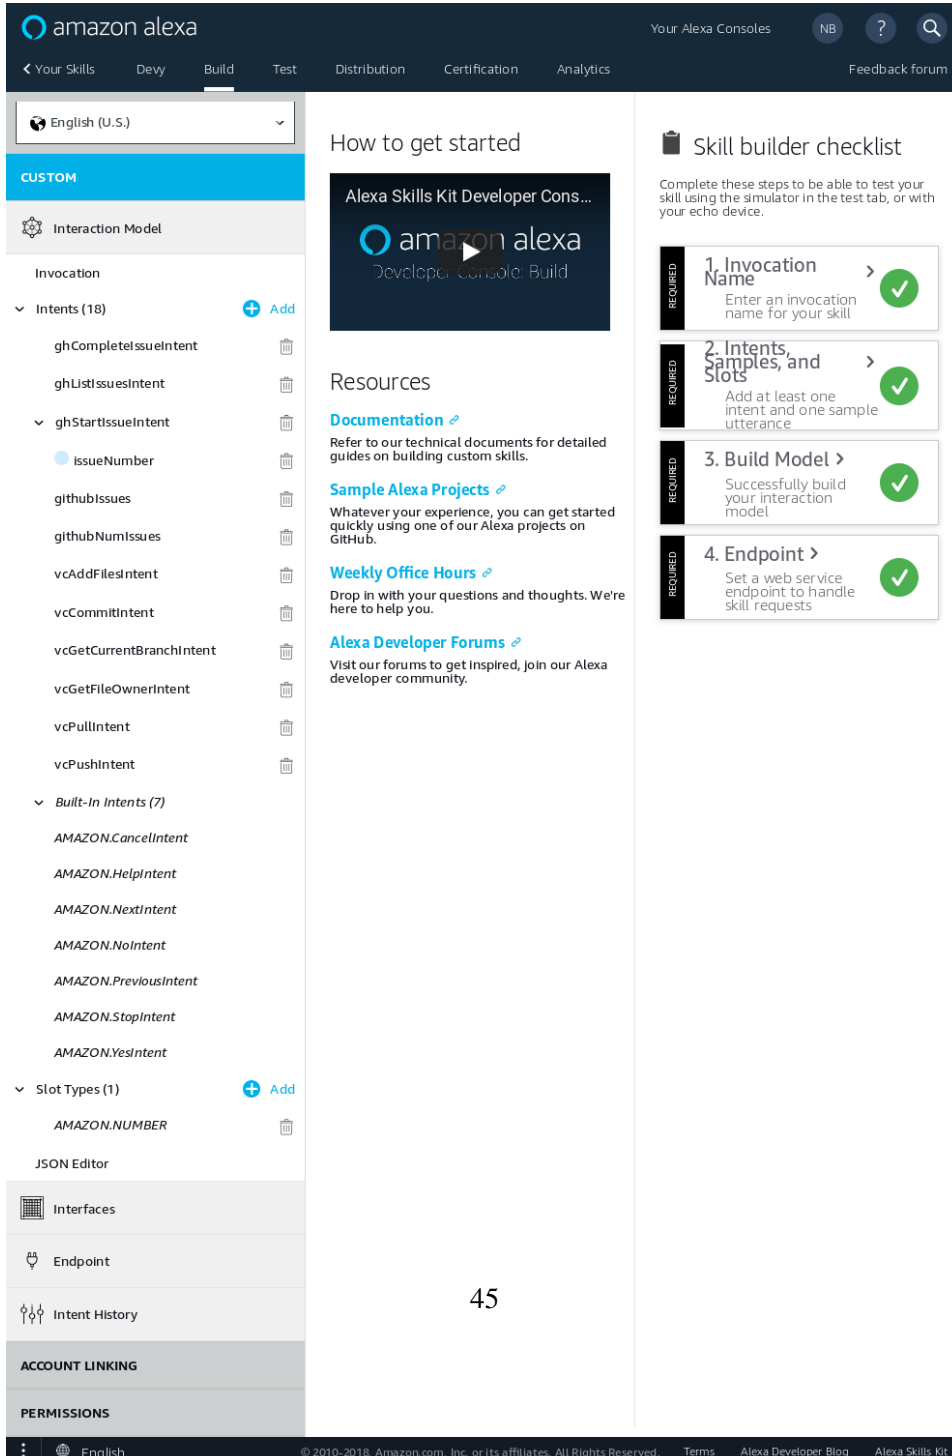 amazon alexa
Your Alexa Consoles
NB
?
Your Skills
Devy
Build
Test
Distribution
Certification
Analytics
Feedback forum
English (U.S.)
CUSTOM
Interaction Model
Invocation
Intents (18)
Add
ghCompleteIssueIntent
ghListIssuesIntent
ghStartIssueIntent
issueNumber
githubIssues
githubNumIssues
vcAddFilesIntent
vcCommitIntent
vcGetCurrentBranchIntent
vcGetFileOwnerIntent
vcPullIntent
vcPushIntent
Built-In Intents (7)
AMAZON.CancelIntent
AMAZON.HelpIntent
AMAZON.NextIntent
AMAZON.NoIntent
AMAZON.PreviousIntent
AMAZON.StopIntent
AMAZON.YesIntent
Slot Types (1)
Add
AMAZON.NUMBER
JSON Editor
Interfaces
Endpoint
Intent History
ACCOUNT LINKING
PERMISSIONS
How to get started
Alexa Skills Kit Developer Cons...
amazon alexa
Developer Console: Build
Resources
Documentation
Refer to our technical documents for detailed
guides on building custom skills.
Sample Alexa Projects
Whatever your experience, you can get started
quickly using one of our Alexa projects on
GitHub.
Weekly Office Hours
Drop in with your questions and thoughts. We're
here to help you.
Alexa Developer Forums
Visit our forums to get inspired, join our Alexa
developer community.
45
Skill builder checklist
Complete these steps to be able to test your
skill using the simulator in the test tab, or with
your echo device.
REQUIRED
1. Invocation
Name
Enter an invocation
name for your skill
REQUIRED
2. Intents,
Samples, and
Slots
Add at least one
intent and one sample
utterance
REQUIRED
3. Build Model
Successfully build
your interaction
model
REQUIRED
4. Endpoint
Set a web service
endpoint to handle
skill requests
English
© 2010-2018, Amazon.com, Inc. or its affiliates. All Rights Reserved.
Terms
Alexa Developer Blog
Alexa Skills Kit